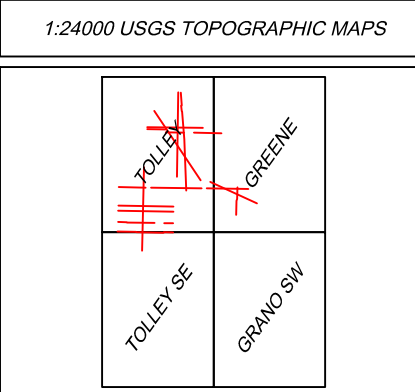 1:24000 USGS TOPOGRAPHIC MAPS
TOLLEY
GREENE
TOLLEY SE
GRANO SW